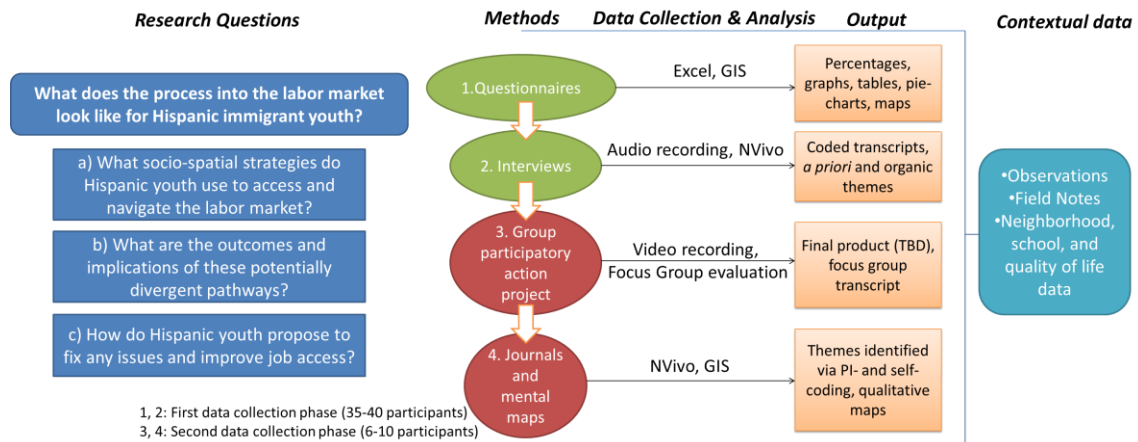 Research Questions
Methods
Data Collection & Analysis
Output
Contextual data
What does the process into the labor market
look like for Hispanic immigrant youth?
a) What socio-spatial strategies do
Hispanic youth use to access and
navigate the labor market?
b) What are the outcomes and
implications of these potentially
divergent pathways?
c) How do Hispanic youth propose to
fix any issues and improve job access?
1.Questionnaires
Excel, GIS
Percentages,
graphs, tables, pie-
charts, maps
2. Interviews
Audio recording, NVivo
Coded transcripts,
a priori and organic
themes
3. Group
participatory
action
project
Video recording,
Focus Group evaluation
Final product (TBD),
focus group
transcript
4. Journals
and
mental
maps
NVivo, GIS
Themes identified
via PI- and self-
coding, qualitative
maps
•Observations
•Field Notes
•Neighborhood,
school, and
quality of life
data
1, 2: First data collection phase (35-40 participants)
3, 4: Second data collection phase (6-10 participants)